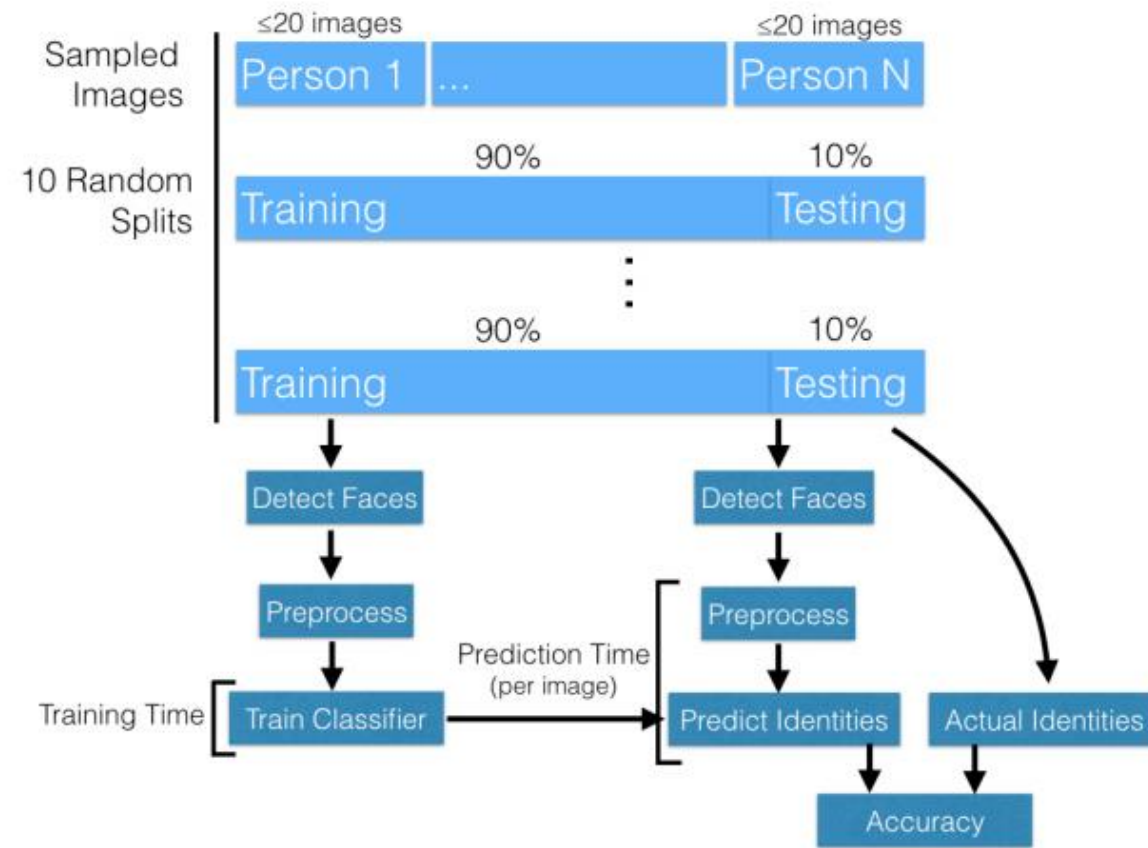 ≤20 images
≤20 images
Sampled
Images
Person 1
...
Person N
90%
10%
10 Random
Splits
Training
Testing
90%
10%
Training
Testing
Detect Faces
Detect Faces
Preprocess
Preprocess
Prediction Time
(per image)
Training Time
Train Classifier
Predict Identities
Actual Identities
Accuracy